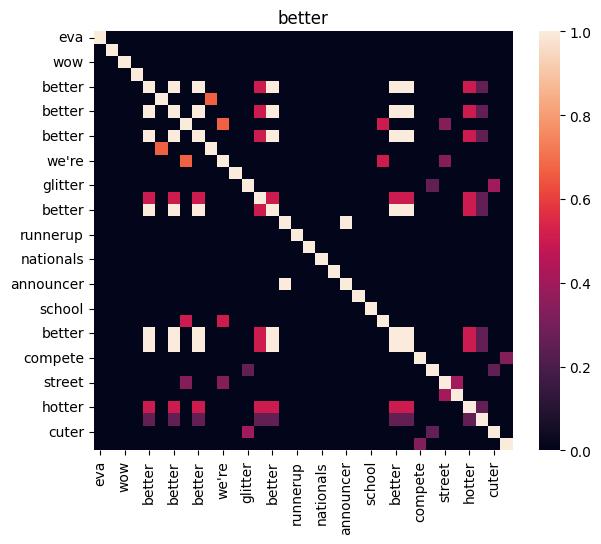 better
eva
wow
better
better
better
we're
glitter
better
runnerup
nationals
announcer
school
better
compete
street
hotter
cuter
1.0
0.8
0.6
0.4
0.2
0.0
eva
wow
better
better
better
we're
glitter
better
runnerup
nationals
announcer
school
better
compete
street
hotter
cuter